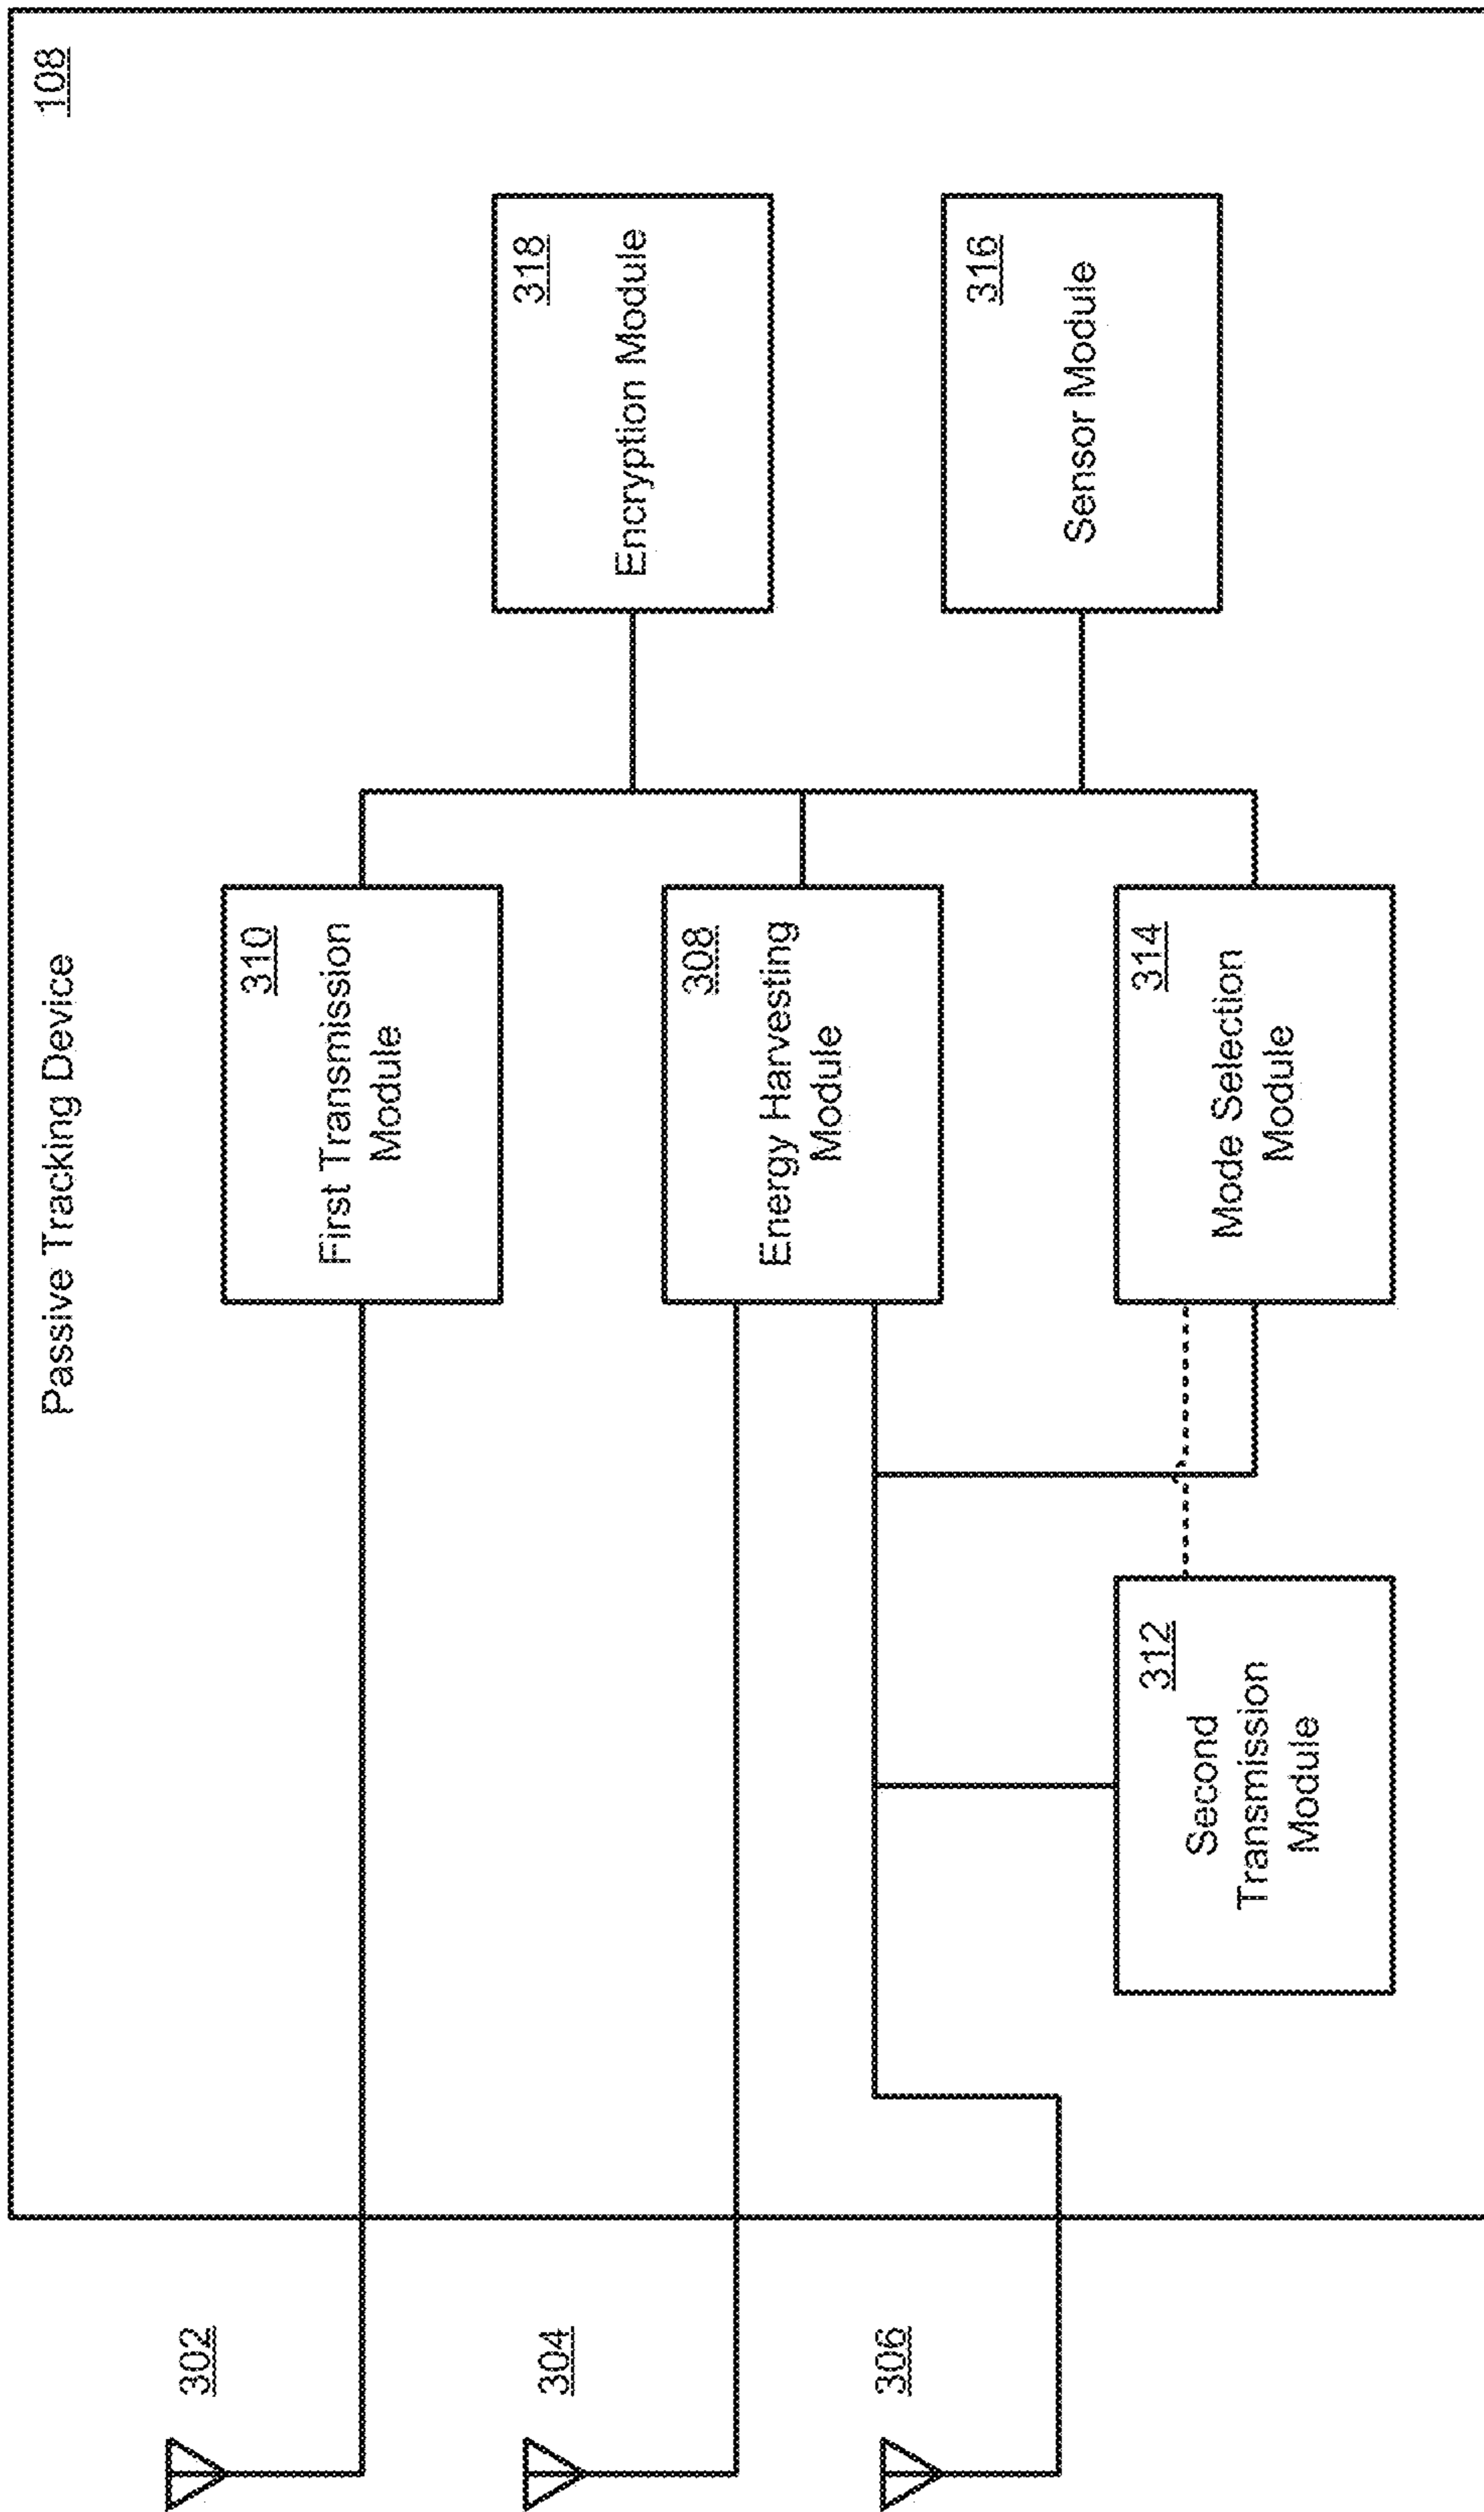 Passive Tracking Device
108
302
310
First Transmission
Module
318
Encryption Module
304
308
Energy Harvesting
Module
306
312
Second
Transmission
Module
314
Mode Selection
Module
316
Sensor Module